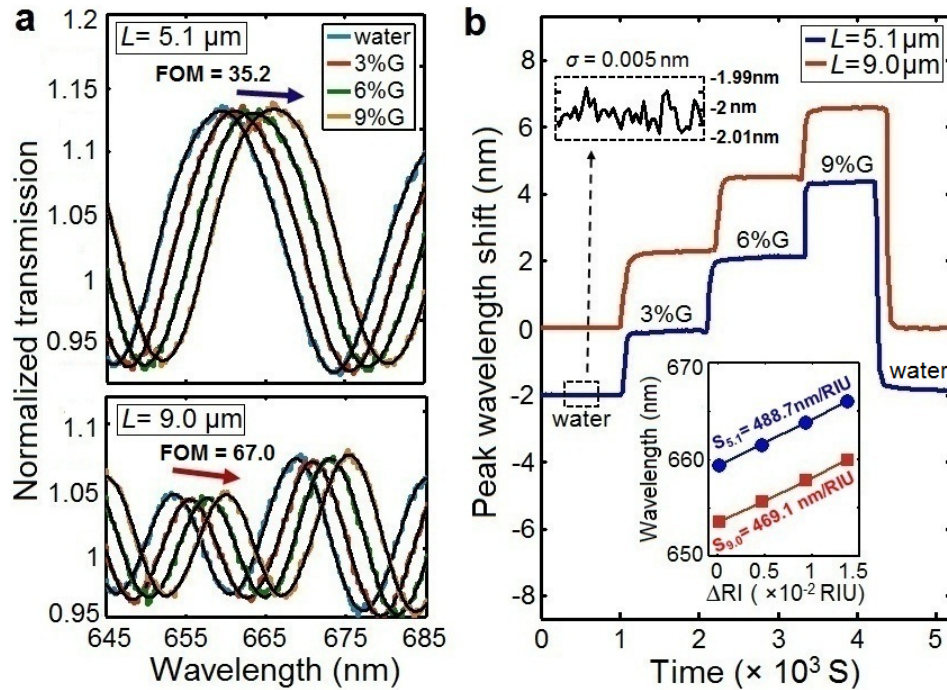 a
1.2
L= 5.1 μm
water
3%G
6%G
9%G
FOM = 35.2
1.15
1.1
1.05
1
0.95
Normalized transmission
L= 9.0 μm
FOM = 67.0
1.1
1.05
1
0.95
645 655 665 675 685
Wavelength (nm)
b
L=5.1μm
L=9.0μm
σ = 0.005 nm
-1.99nm
-2 nm
-2.01nm
8
6
4
2
0
-2
-4
-6
-8
Peak wavelength shift (nm)
3%G
6%G
9%G
water
water
670
660
650
Wavelength (nm)
S5.1= 488.7nm/RIU
S9.0= 469.1 nm/RIU
0 0.5 1 1.5
ΔRI ( ×10-2 RIU)
0 1 2 3 4 5
Time (× 103 S)